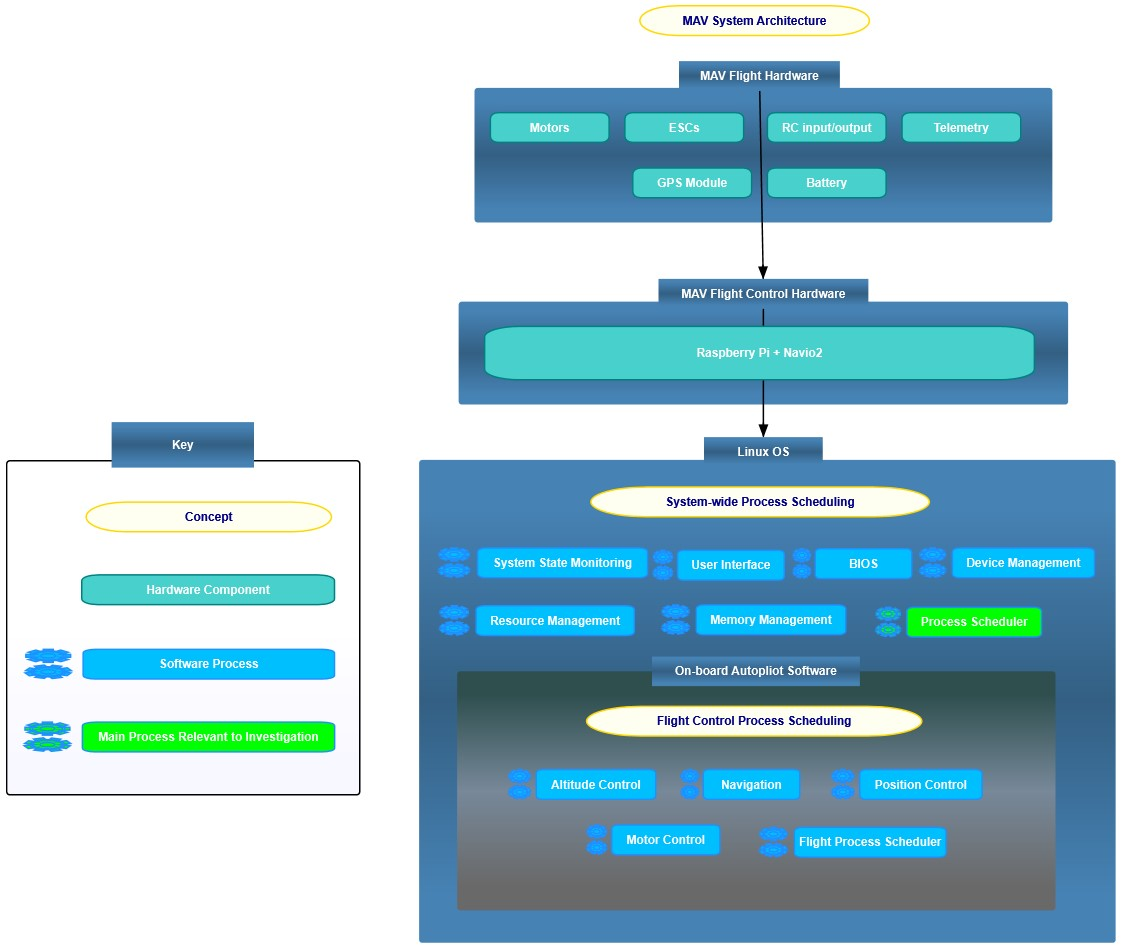 MAV System Architecture
MAV Flight Hardware
Motors
ESCs
RC input/output
Telemetry
GPS Module
Battery
MAV Flight Control Hardware
Raspberry Pi + Navio2
Linux OS
System-wide Process Scheduling
System State Monitoring
User Interface
BIOS
Device Management
Resource Management
Memory Management
Process Scheduler
On-board Autopilot Software
Flight Control Process Scheduling
Altitude Control
Navigation
Position Control
Motor Control
Flight Process Scheduler
Key
Concept
Hardware Component
Software Process
Main Process Relevant to Investigation